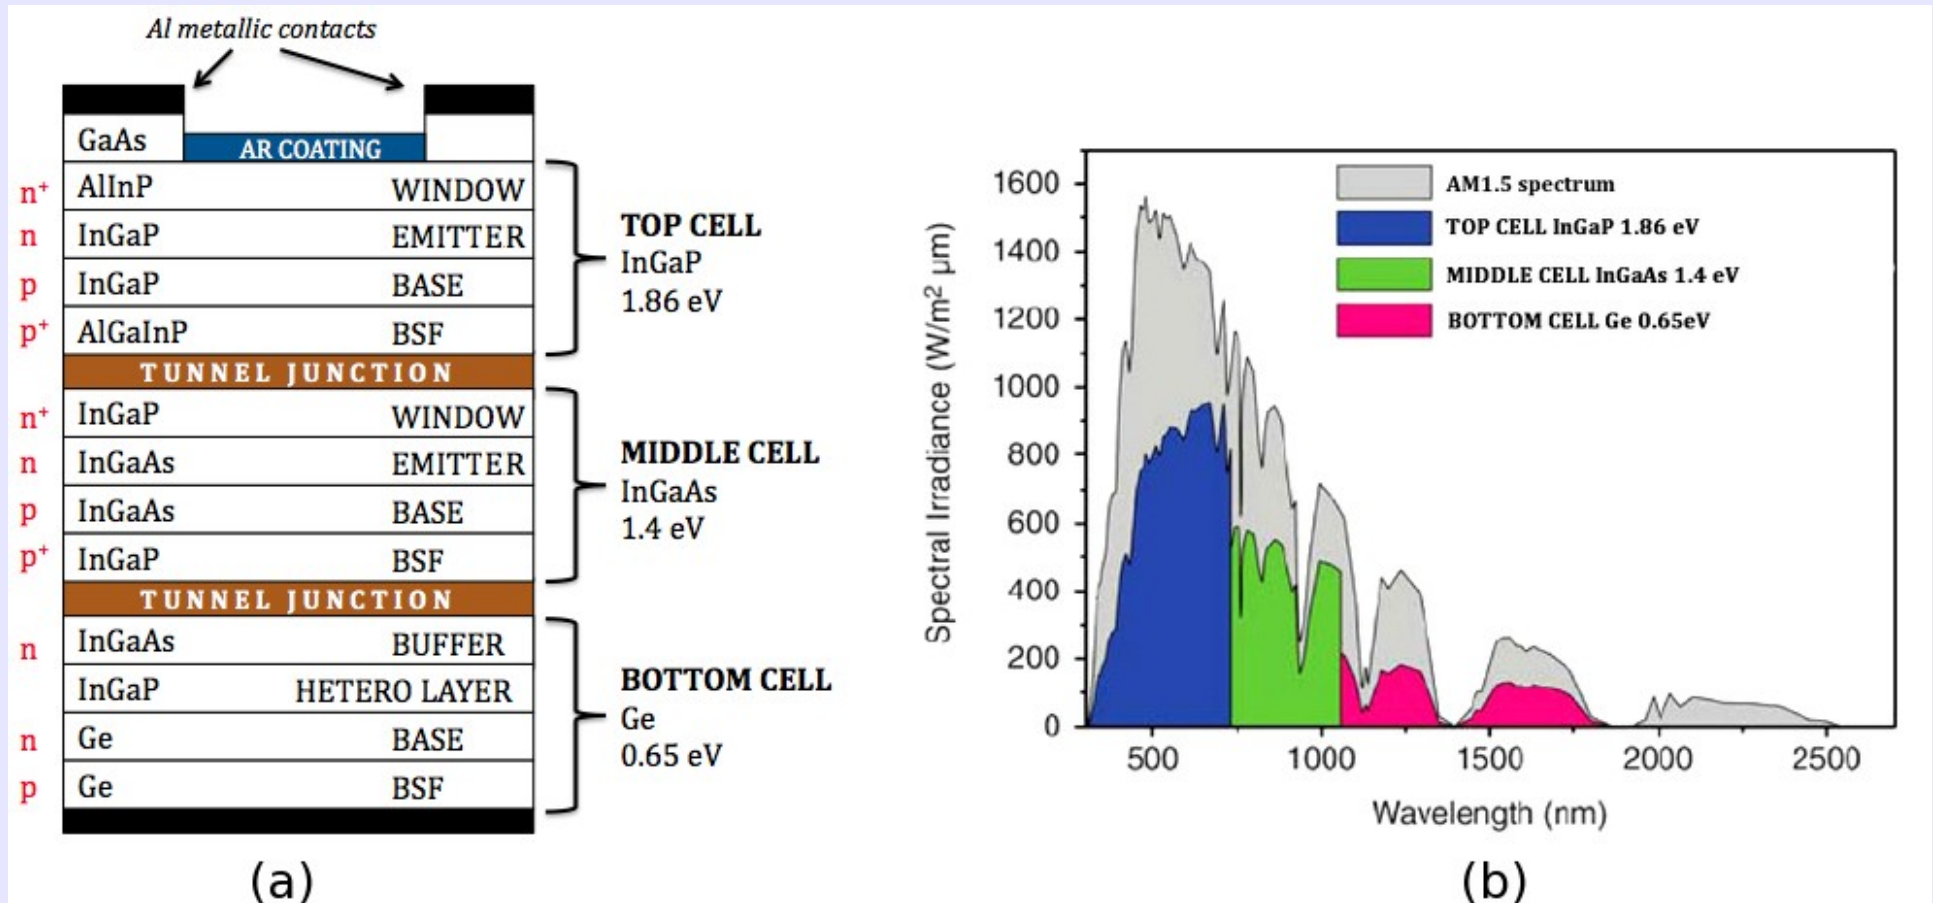 Al metallic contacts
GaAs
AR COATING
n⁺ AlInP WINDOW
n InGaP EMITTER
p InGaP BASE
p⁺ AlGaInP BSF
TUNNEL JUNCTION
n⁺ InGaP WINDOW
n InGaAs EMITTER
p InGaAs BASE
p⁺ InGaP BSF
TUNNEL JUNCTION
n InGaAs BUFFER
InGaP HETERO LAYER
n Ge BASE
p Ge BSF
TOP CELL
InGaP
1.86 eV
MIDDLE CELL
InGaAs
1.4 eV
BOTTOM CELL
Ge
0.65 eV
(a)
Spectral Irradiance (W/m² µm)
1600
1400
1200
1000
800
600
400
200
0
AM1.5 spectrum
TOP CELL InGaP 1.86 eV
MIDDLE CELL InGaAs 1.4 eV
BOTTOM CELL Ge 0.65eV
500 1000 1500 2000 2500
Wavelength (nm)
(b)